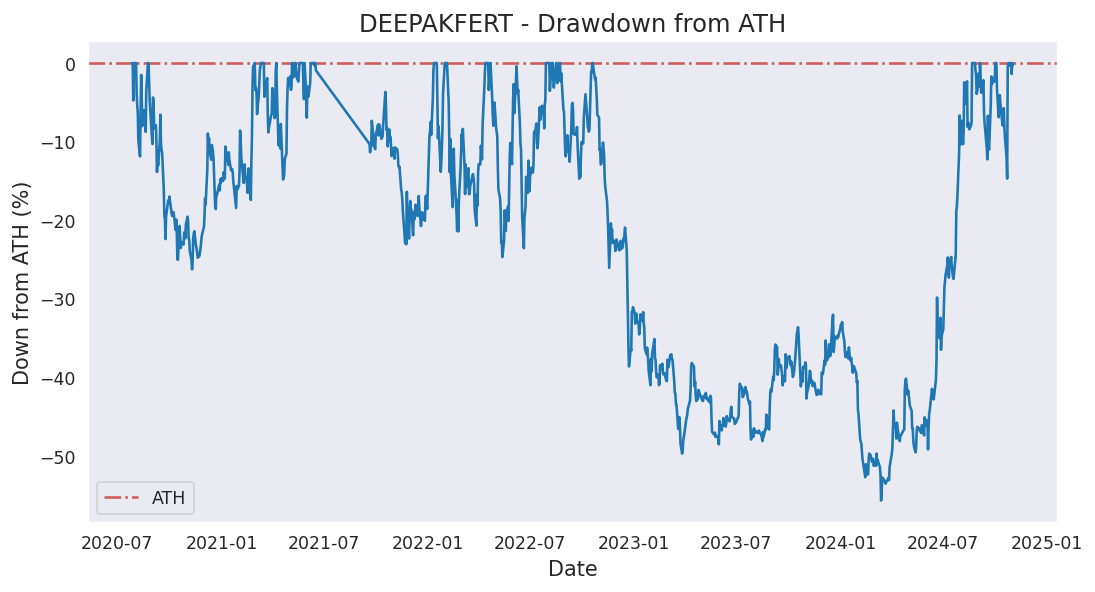 DEEPAKFERT - Drawdown from ATH
Down from ATH (%)
0
−10
−20
−30
−40
−50
ATH
2020-07 2021-01 2021-07 2022-01 2022-07 2023-01 2023-07 2024-01 2024-07 2025-01
Date